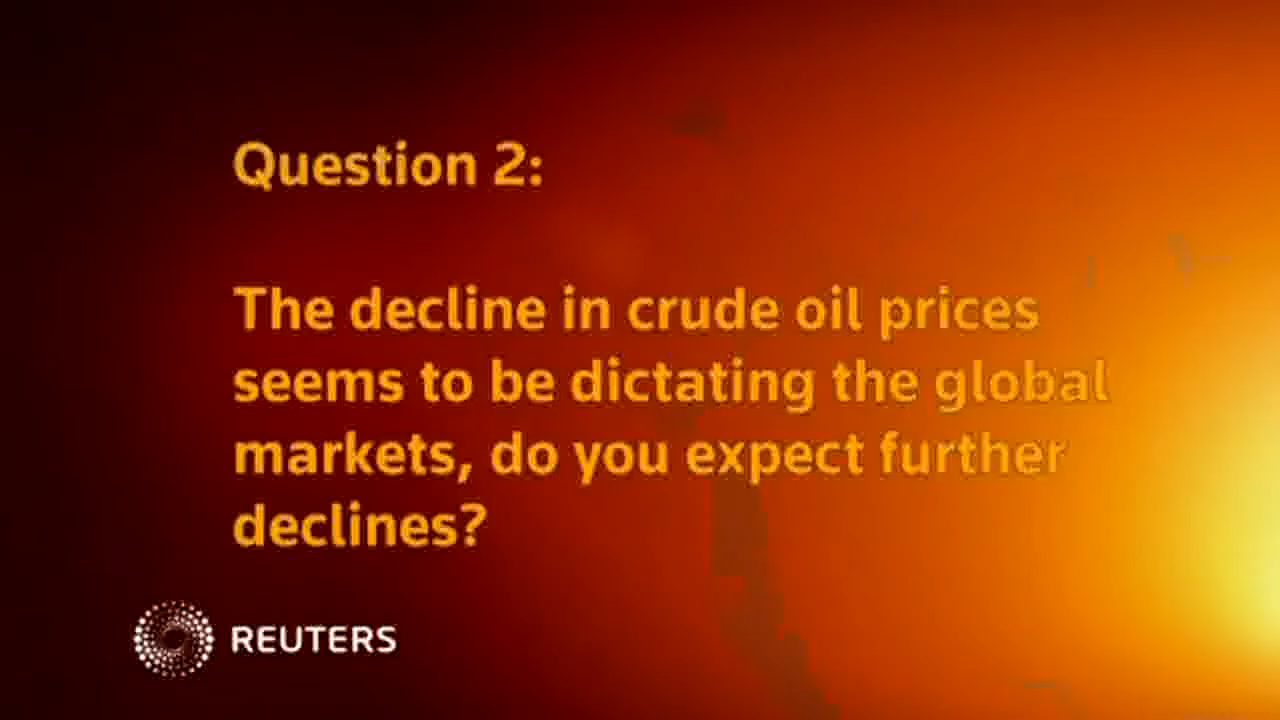 Question 2:
The decline in crude oil prices
seems to be dictating the global
markets, do you expect further
declines?
REUTERS